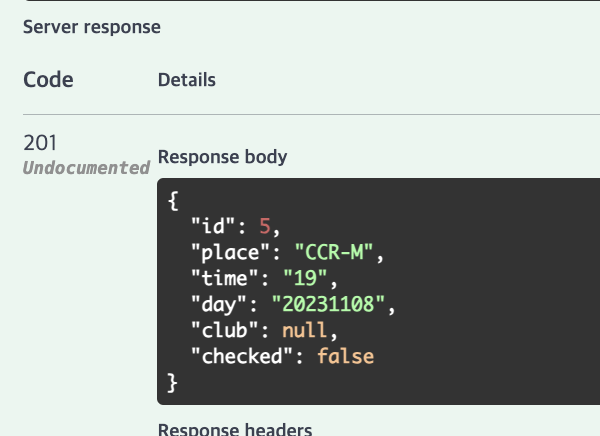 Server response
Code Details
201
Undocumented
Response body
{
"id": 5,
"place": "CCR-M",
"time": "19",
"day": "20231108",
"club": null,
"checked": false
}
Response headers